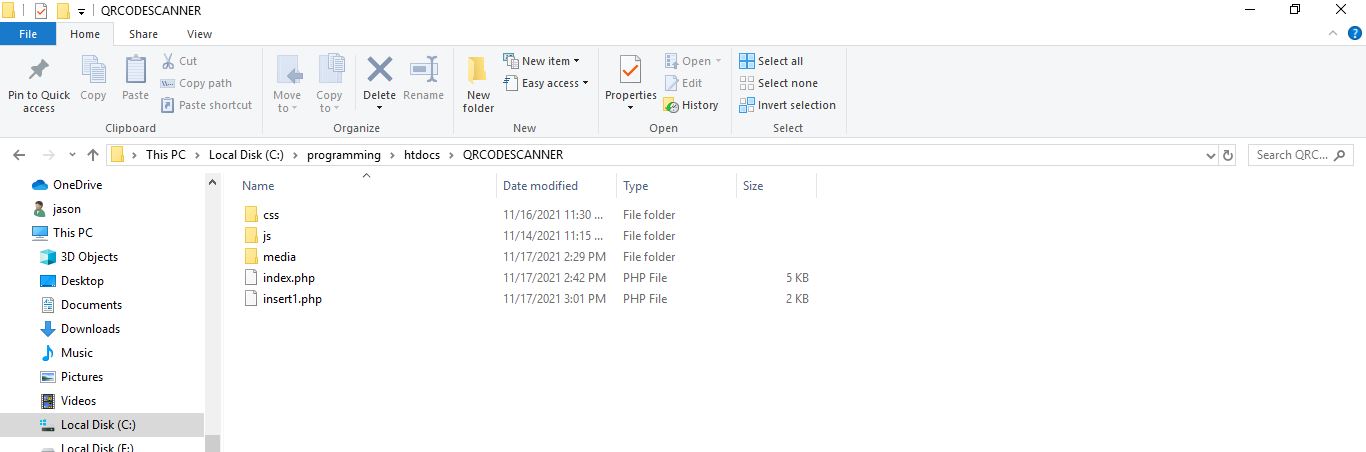 QRCODESCANNER
File Home Share View
Pin to Quick access
Copy
Paste
Cut
Copy path
Paste shortcut
Clipboard
Move to
Copy to
Delete
Rename
Organize
New folder
New item
Easy access
New
Properties
Open
Edit
History
Open
Select all
Select none
Invert selection
Select
This PC > Local Disk (C:) > programming > htdocs > QRCODESCANNER
Search QRC...
OneDrive
jason
This PC
3D Objects
Desktop
Documents
Downloads
Music
Pictures
Videos
Local Disk (C:)
Local Disk (F:)
Name Date modified Type Size
css 11/16/2021 11:30 ... File folder
js 11/14/2021 11:15 ... File folder
media 11/17/2021 2:29 PM File folder
index.php 11/17/2021 2:42 PM PHP File 5 KB
insert1.php 11/17/2021 3:01 PM PHP File 2 KB